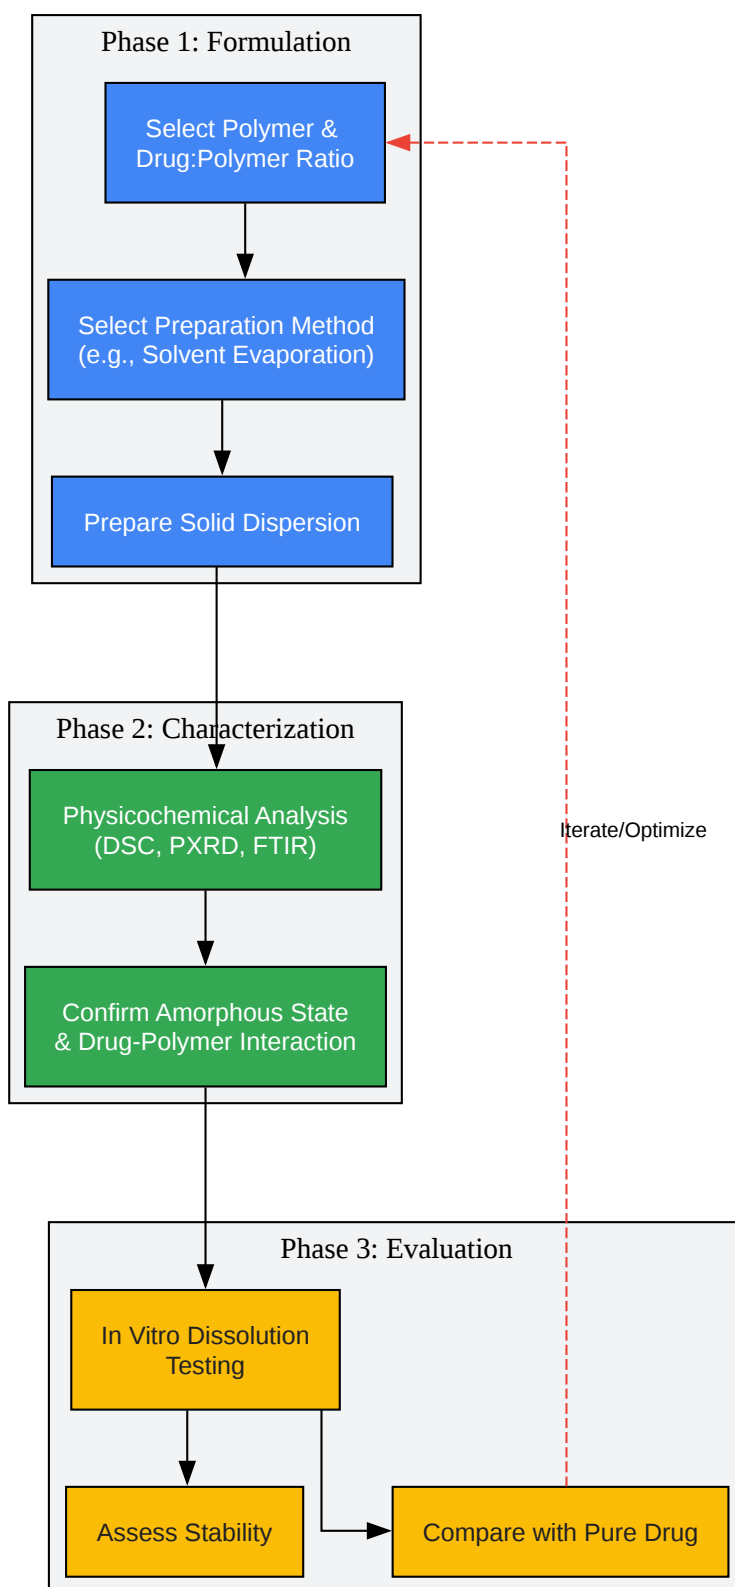 Phase 1: Formulation
Select Polymer &
Drug:Polymer Ratio
Select Preparation Method
(e.g., Solvent Evaporation)
Prepare Solid Dispersion
Phase 2: Characterization
Physicochemical Analysis
(DSC, PXRD, FTIR)
Iterate/Optimize
Confirm Amorphous State
& Drug-Polymer Interaction
Phase 3: Evaluation
In Vitro Dissolution
Testing
Assess Stability
Compare with Pure Drug